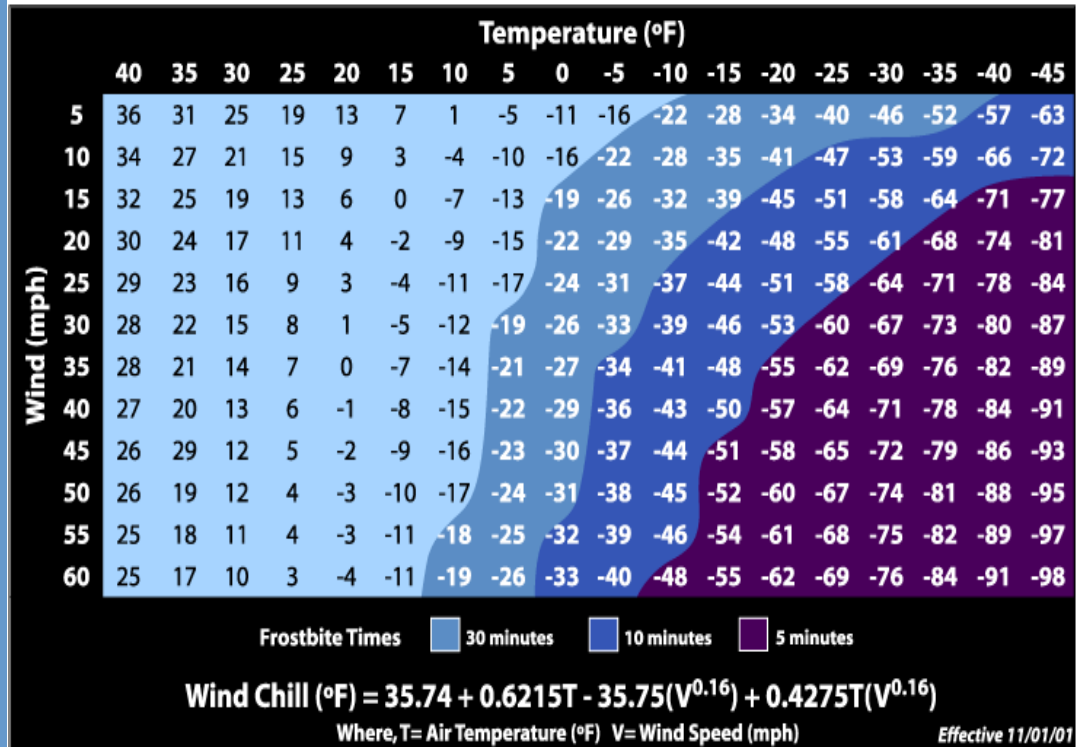 Temperature (ºF)
40 35 30 25 20 15 10 5 0 -5 -10 -15 -20 -25 -30 -35 -40 -45
Wind (mph)
5 36 31 25 19 13 7 1 -5 -11 -16 -22 -28 -34 -40 -46 -52 -57 -63
10 34 27 21 15 9 3 -4 -10 -16 -22 -28 -35 -41 -47 -53 -59 -66 -72
15 32 25 19 13 6 0 -7 -13 -19 -26 -32 -39 -45 -51 -58 -64 -71 -77
20 30 24 17 11 4 -2 -9 -15 -22 -29 -35 -42 -48 -55 -61 -68 -74 -81
25 29 23 16 9 3 -4 -11 -17 -24 -31 -37 -44 -51 -58 -64 -71 -78 -84
30 28 22 15 8 1 -5 -12 -19 -26 -33 -39 -46 -53 -60 -67 -73 -80 -87
35 28 21 14 7 0 -7 -14 -21 -27 -34 -41 -48 -55 -62 -69 -76 -82 -89
40 27 20 13 6 -1 -8 -15 -22 -29 -36 -43 -50 -57 -64 -71 -78 -84 -91
45 26 29 12 5 -2 -9 -16 -23 -30 -37 -44 -51 -58 -65 -72 -79 -86 -93
50 26 19 12 4 -3 -10 -17 -24 -31 -38 -45 -52 -60 -67 -74 -81 -88 -95
55 25 18 11 4 -3 -11 -18 -25 -32 -39 -46 -54 -61 -68 -75 -82 -89 -97
60 25 17 10 3 -4 -11 -19 -26 -33 -40 -48 -55 -62 -69 -76 -84 -91 -98
Frostbite Times 30 minutes 10 minutes 5 minutes
Wind Chill (ºF) = 35.74 + 0.6215T - 35.75(V^0.16) + 0.4275T(V^0.16)
Where, T= Air Temperature (ºF) V= Wind Speed (mph) Effective 11/01/01